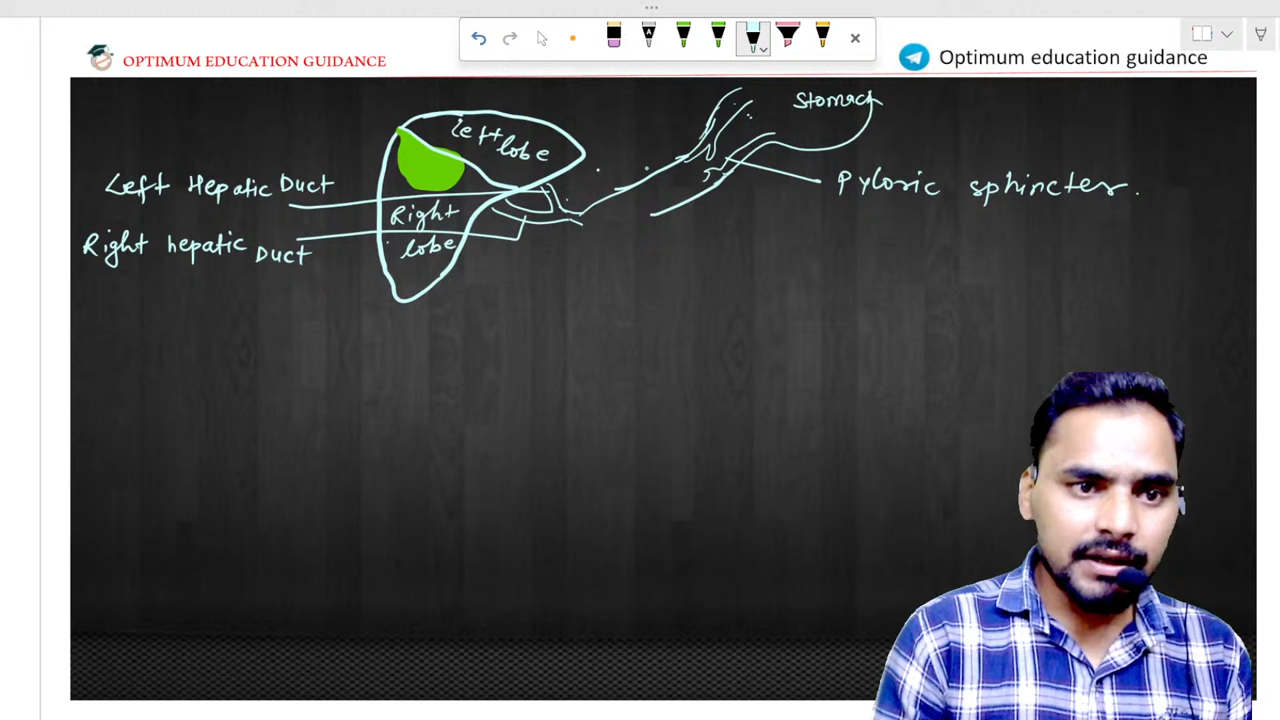 OPTIMUM EDUCATION GUIDANCE
Optimum education guidance
Stomach
Left lobe
Left Hepatic Duct
Pyloric sphincter.
Right lobe
Right hepatic Duct